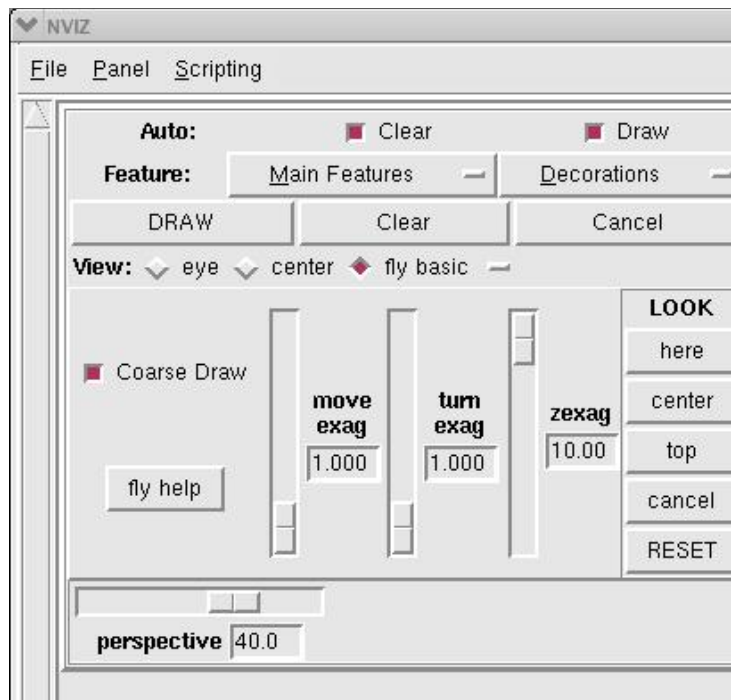 NVIZ
File Panel Scripting
Auto: Clear Draw
Feature: Main Features Decorations
DRAW Clear Cancel
View: eye center fly basic
LOOK
here
Coarse Draw
move exag
1.000
turn exag
1.000
zexag
10.00
center
top
fly help
cancel
RESET
perspective 40.0